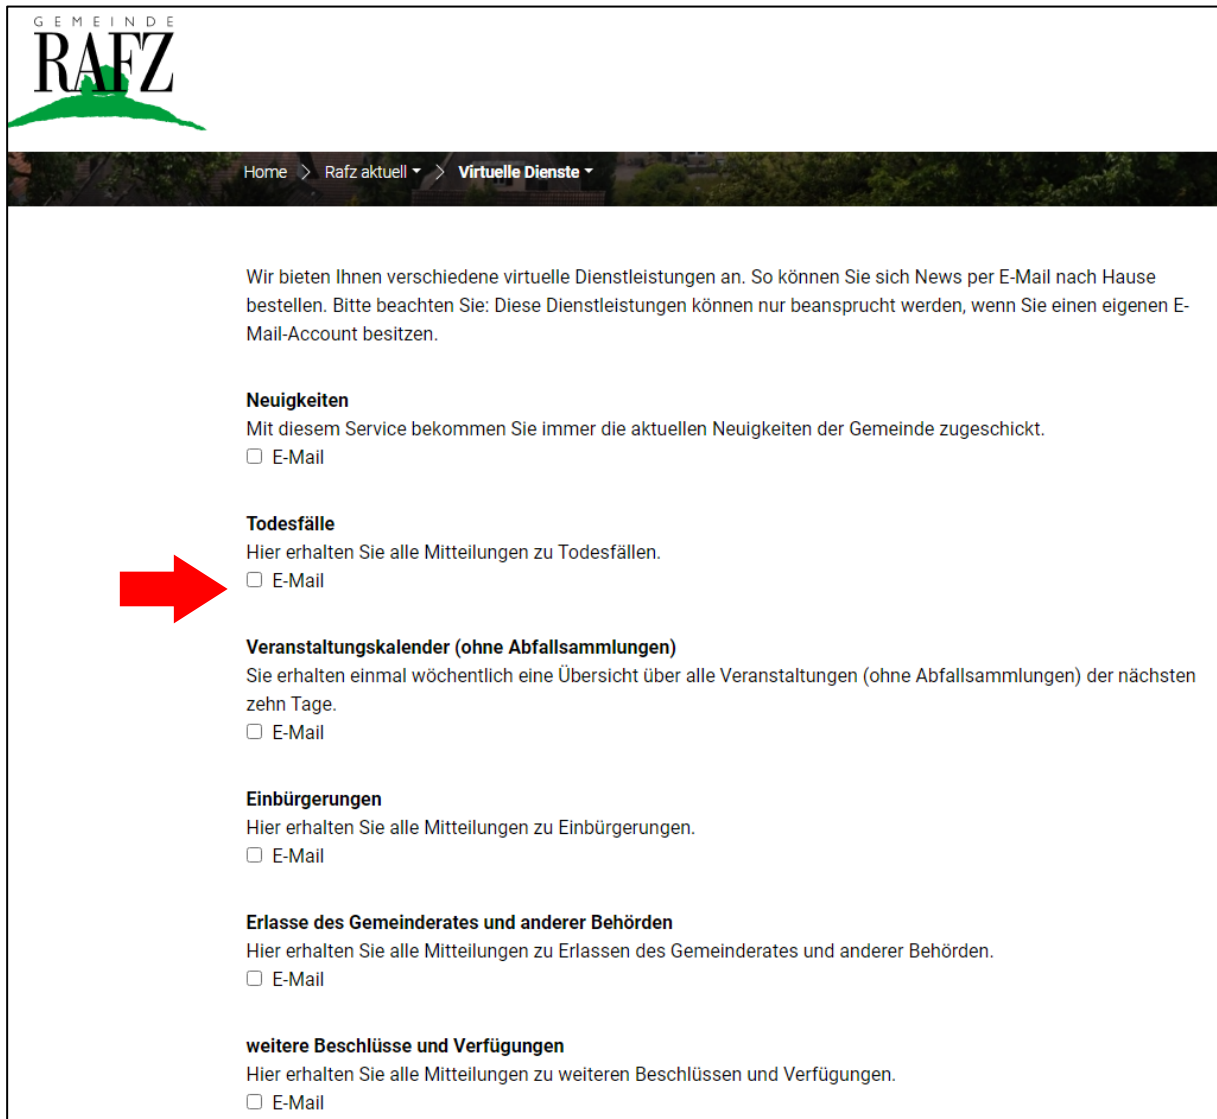 GEMEINDE
RAFZ
Home > Rafz aktuell > Virtuelle Dienste
Wir bieten Ihnen verschiedene virtuelle Dienstleistungen an. So können Sie sich News per E-Mail nach Hause
bestellen. Bitte beachten Sie: Diese Dienstleistungen können nur beansprucht werden, wenn Sie einen eigenen E-
Mail-Account besitzen.
Neuigkeiten
Mit diesem Service bekommen Sie immer die aktuellen Neuigkeiten der Gemeinde zugeschickt.
E-Mail
Todesfälle
Hier erhalten Sie alle Mitteilungen zu Todesfällen.
E-Mail
Veranstaltungskalender (ohne Abfallsammlungen)
Sie erhalten einmal wöchentlich eine Übersicht über alle Veranstaltungen (ohne Abfallsammlungen) der nächsten
zehn Tage.
E-Mail
Einbürgerungen
Hier erhalten Sie alle Mitteilungen zu Einbürgerungen.
E-Mail
Erlasse des Gemeinderates und anderer Behörden
Hier erhalten Sie alle Mitteilungen zu Erlassen des Gemeinderates und anderer Behörden.
E-Mail
weitere Beschlüsse und Verfügungen
Hier erhalten Sie alle Mitteilungen zu weiteren Beschlüssen und Verfügungen.
E-Mail